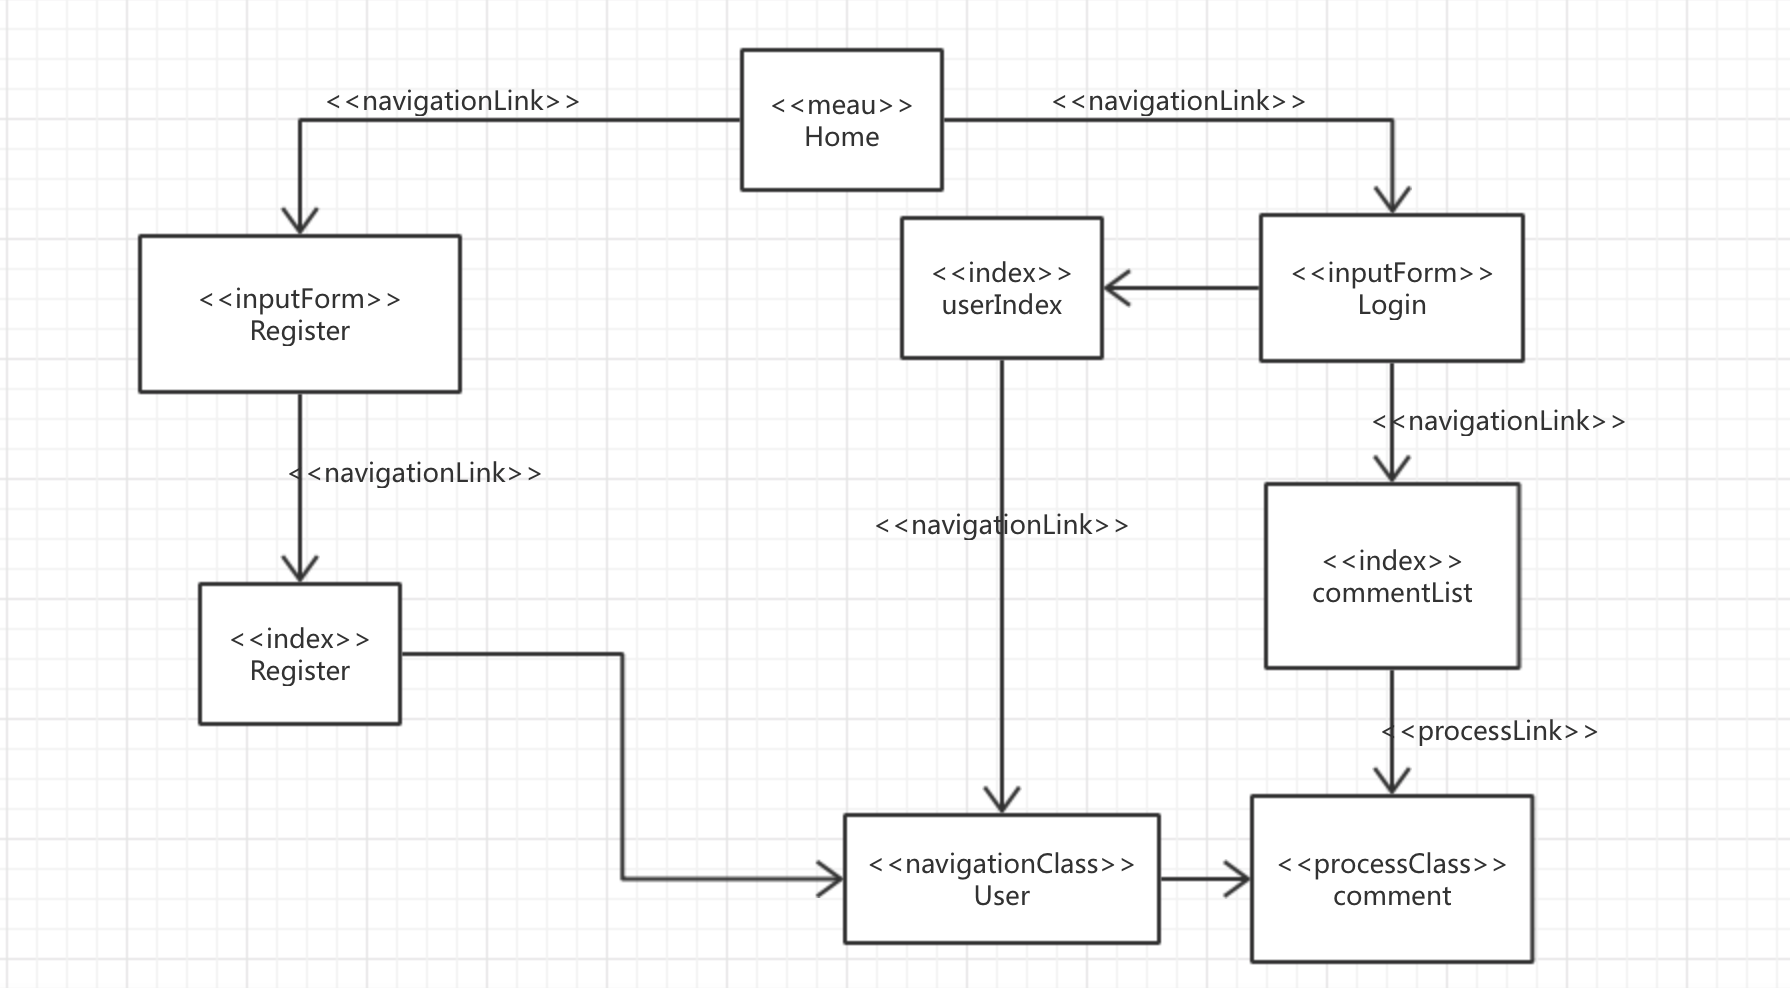 <<navigationLink>>
<<meau>>
Home
<<navigationLink>>
<<inputForm>>
Register
<<index>>
userIndex
<<inputForm>>
Login
<<navigationLink>>
<<navigationLink>>
<<navigationLink>>
<<index>>
commentList
<<index>>
Register
<<processLink>>
<<navigationClass>>
User
<<processClass>>
comment